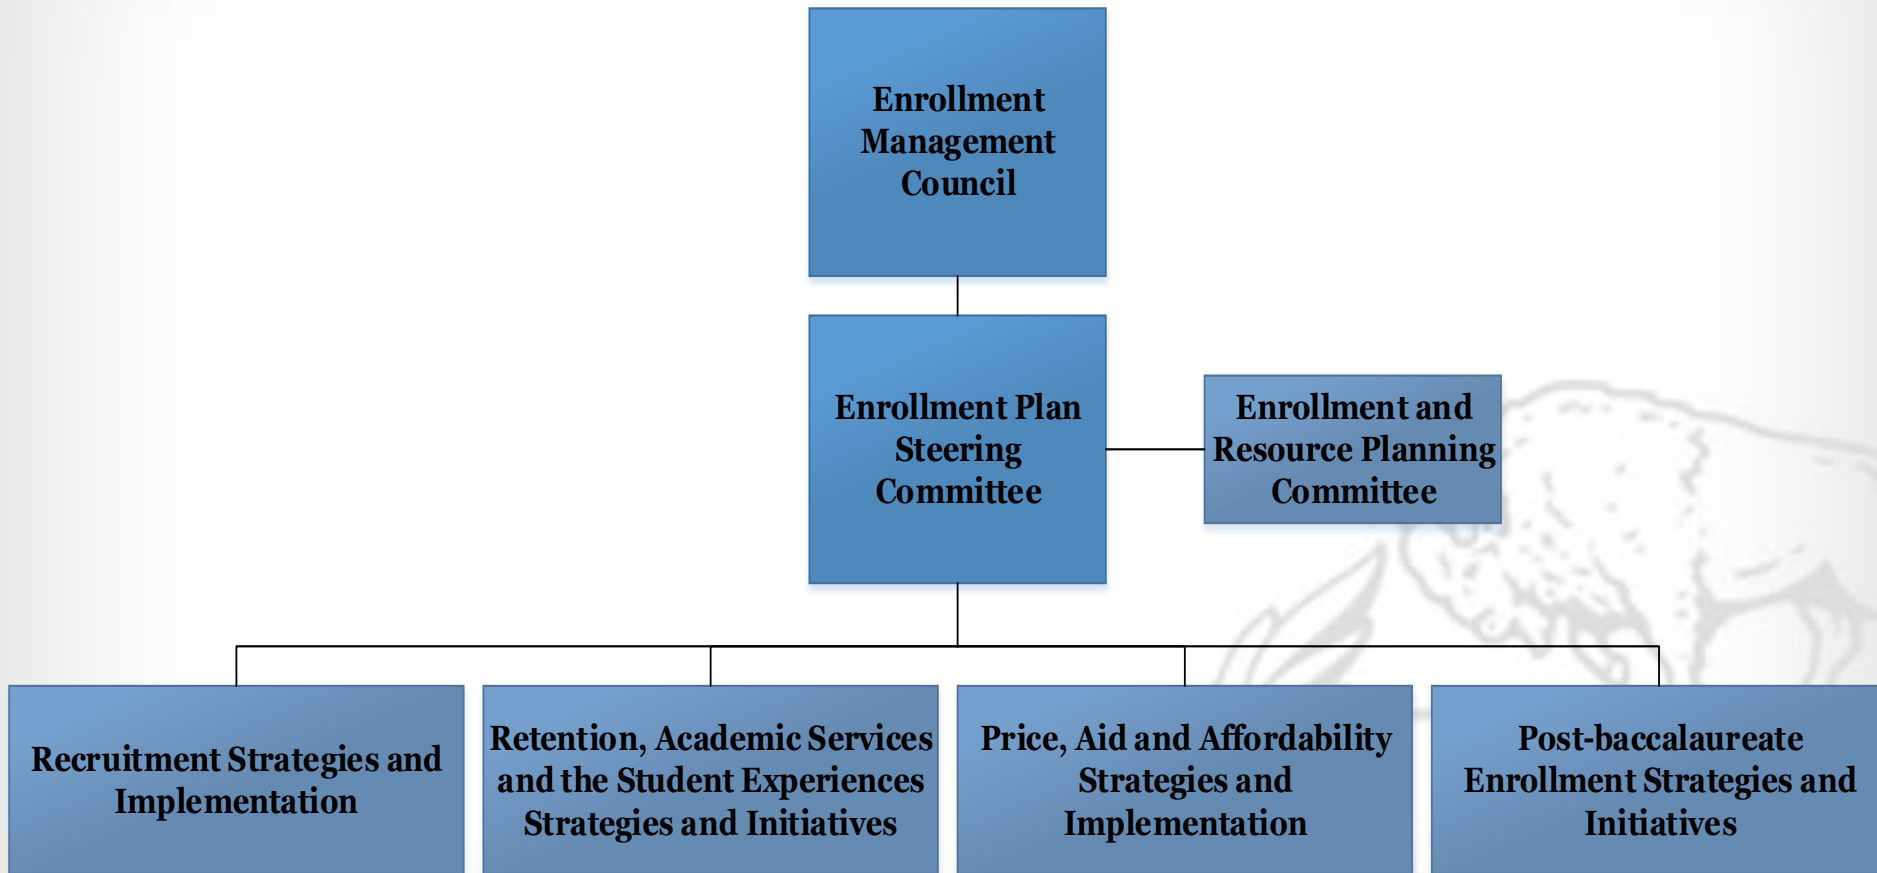 Enrollment
Management
Council
Enrollment Plan
Steering
Committee
Enrollment and
Resource Planning
Committee
Recruitment Strategies and
Implementation
Retention, Academic Services
and the Student Experiences
Strategies and Initiatives
Price, Aid and Affordability
Strategies and
Implementation
Post-baccalaureate
Enrollment Strategies and
Initiatives